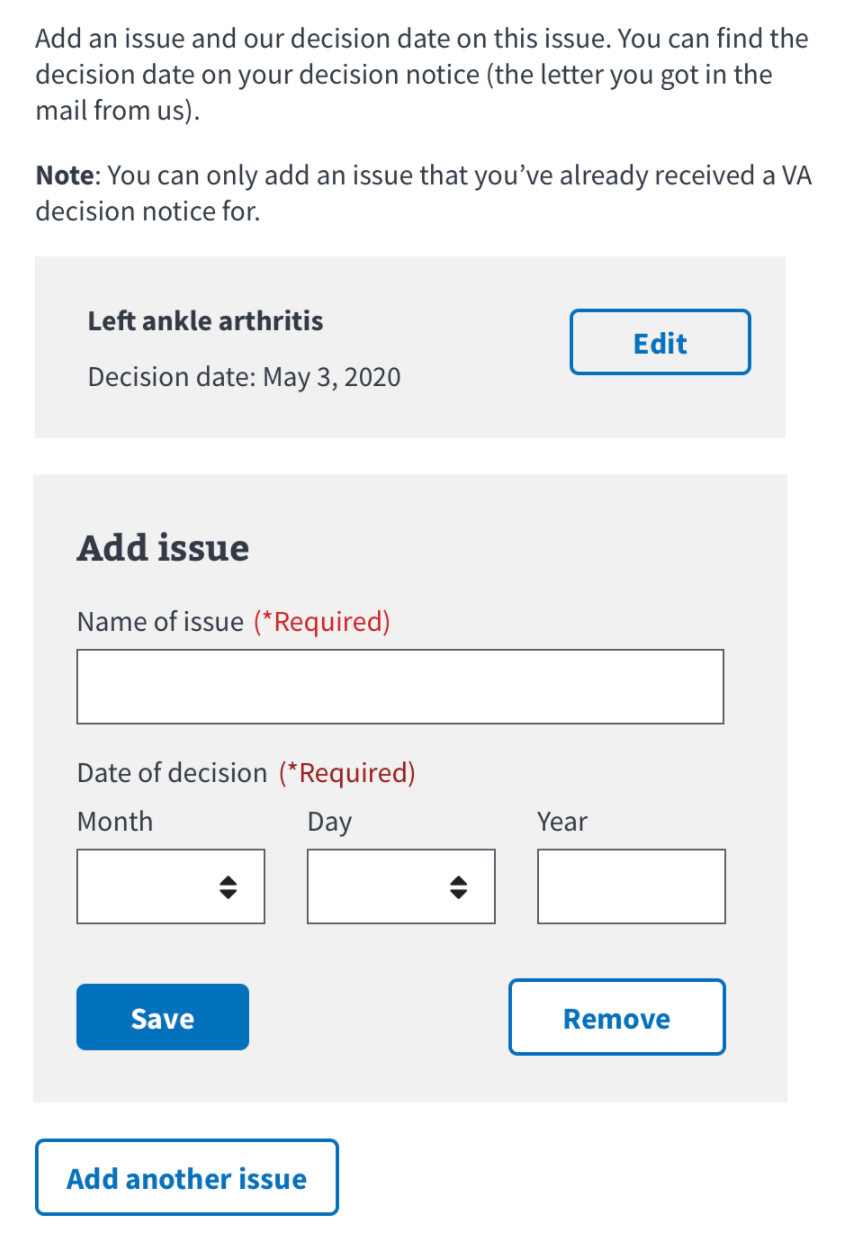 Add an issue and our decision date on this issue. You can find the
decision date on your decision notice (the letter you got in the
mail from us).
Note: You can only add an issue that you’ve already received a VA
decision notice for.
Left ankle arthritis
Edit
Decision date: May 3, 2020
Add issue
Name of issue (*Required)
Date of decision (*Required)
Month Day Year
Save Remove
Add another issue